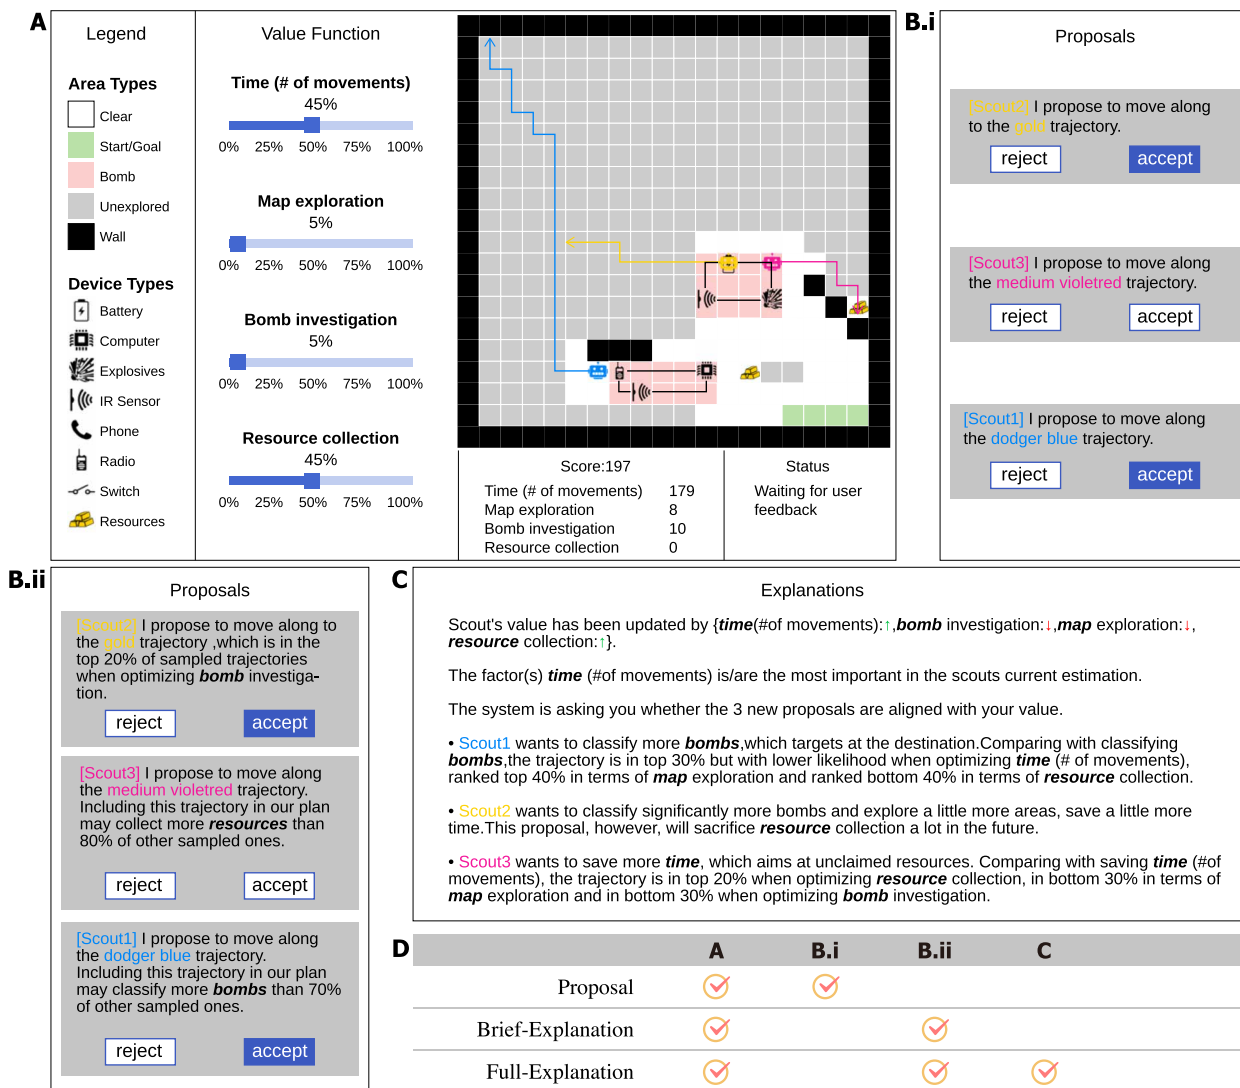 A
Legend
Area Types
Clear
Start/Goal
Bomb
Unexplored
Wall
Device Types
Battery
Computer
Explosives
IR Sensor
Phone
Radio
Switch
Resources
Value Function
Time (# of movements)
45%
0% 25% 50% 75% 100%
Map exploration
5%
0% 25% 50% 75% 100%
Bomb investigation
5%
0% 25% 50% 75% 100%
Resource collection
45%
0% 25% 50% 75% 100%
Score:197
Time (# of movements) 179
Map exploration 8
Bomb investigation 10
Resource collection 0
Status
Waiting for user
feedback
B.i
Proposals
[Scout2] I propose to move along
to the gold trajectory.
reject accept
[Scout3] I propose to move along
the medium violetred trajectory.
reject accept
[Scout1] I propose to move along
the dodger blue trajectory.
reject accept
B.ii
Proposals
[Scout2] I propose to move along to
the gold trajectory ,which is in the
top 20% of sampled trajectories
when optimizing bomb investiga-
tion.
reject accept
[Scout3] I propose to move along
the medium violetred trajectory.
Including this trajectory in our plan
may collect more resources than
80% of other sampled ones.
reject accept
[Scout1] I propose to move along
the dodger blue trajectory.
Including this trajectory in our plan
may classify more bombs than 70%
of other sampled ones.
reject accept
C
Explanations
Scout's value has been updated by {time(#of movements):↑,bomb investigation:↓,map exploration:↓,
resource collection:↑}.
The factor(s) time (#of movements) is/are the most important in the scouts current estimation.
The system is asking you whether the 3 new proposals are aligned with your value.
• Scout1 wants to classify more bombs,which targets at the destination.Comparing with classifying
bombs,the trajectory is in top 30% but with lower likelihood when optimizing time (# of movements),
ranked top 40% in terms of map exploration and ranked bottom 40% in terms of resource collection.
• Scout2 wants to classify significantly more bombs and explore a little more areas, save a little more
time.This proposal, however, will sacrifice resource collection a lot in the future.
• Scout3 wants to save more time, which aims at unclaimed resources. Comparing with saving time (#of
movements), the trajectory is in top 20% when optimizing resource collection, in bottom 30% in terms of
map exploration and in bottom 30% when optimizing bomb investigation.
D
A B.i B.ii C
Proposal
Brief-Explanation
Full-Explanation